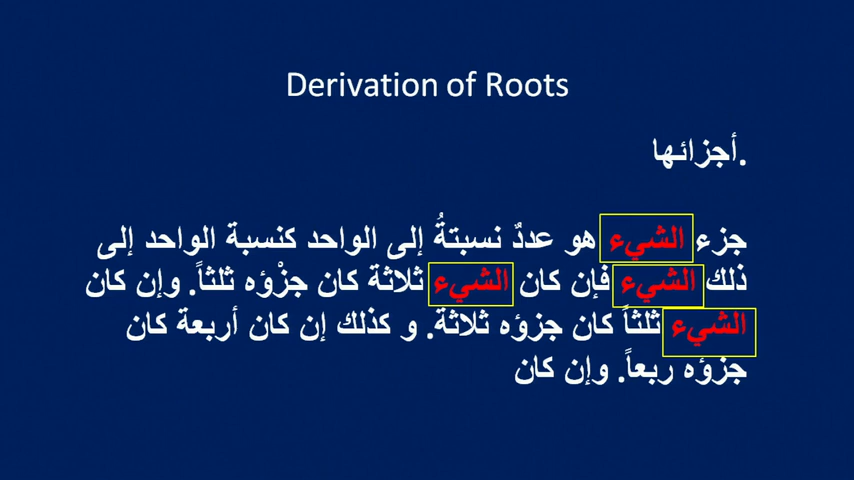 Derivation of Roots
أجزائها.
جزء الشيء هو عددٌ نسبتةُ إلى الواحد كنسبة الواحد إلى
ذلك الشيء فإن كان الشيء ثلاثة كان جزْؤه ثلثاً. وإن كان
الشيء ثلثاً كان جزؤه ثلاثة. و كذلك إن كان أربعة كان
جزؤه ربعاً. وإن كان